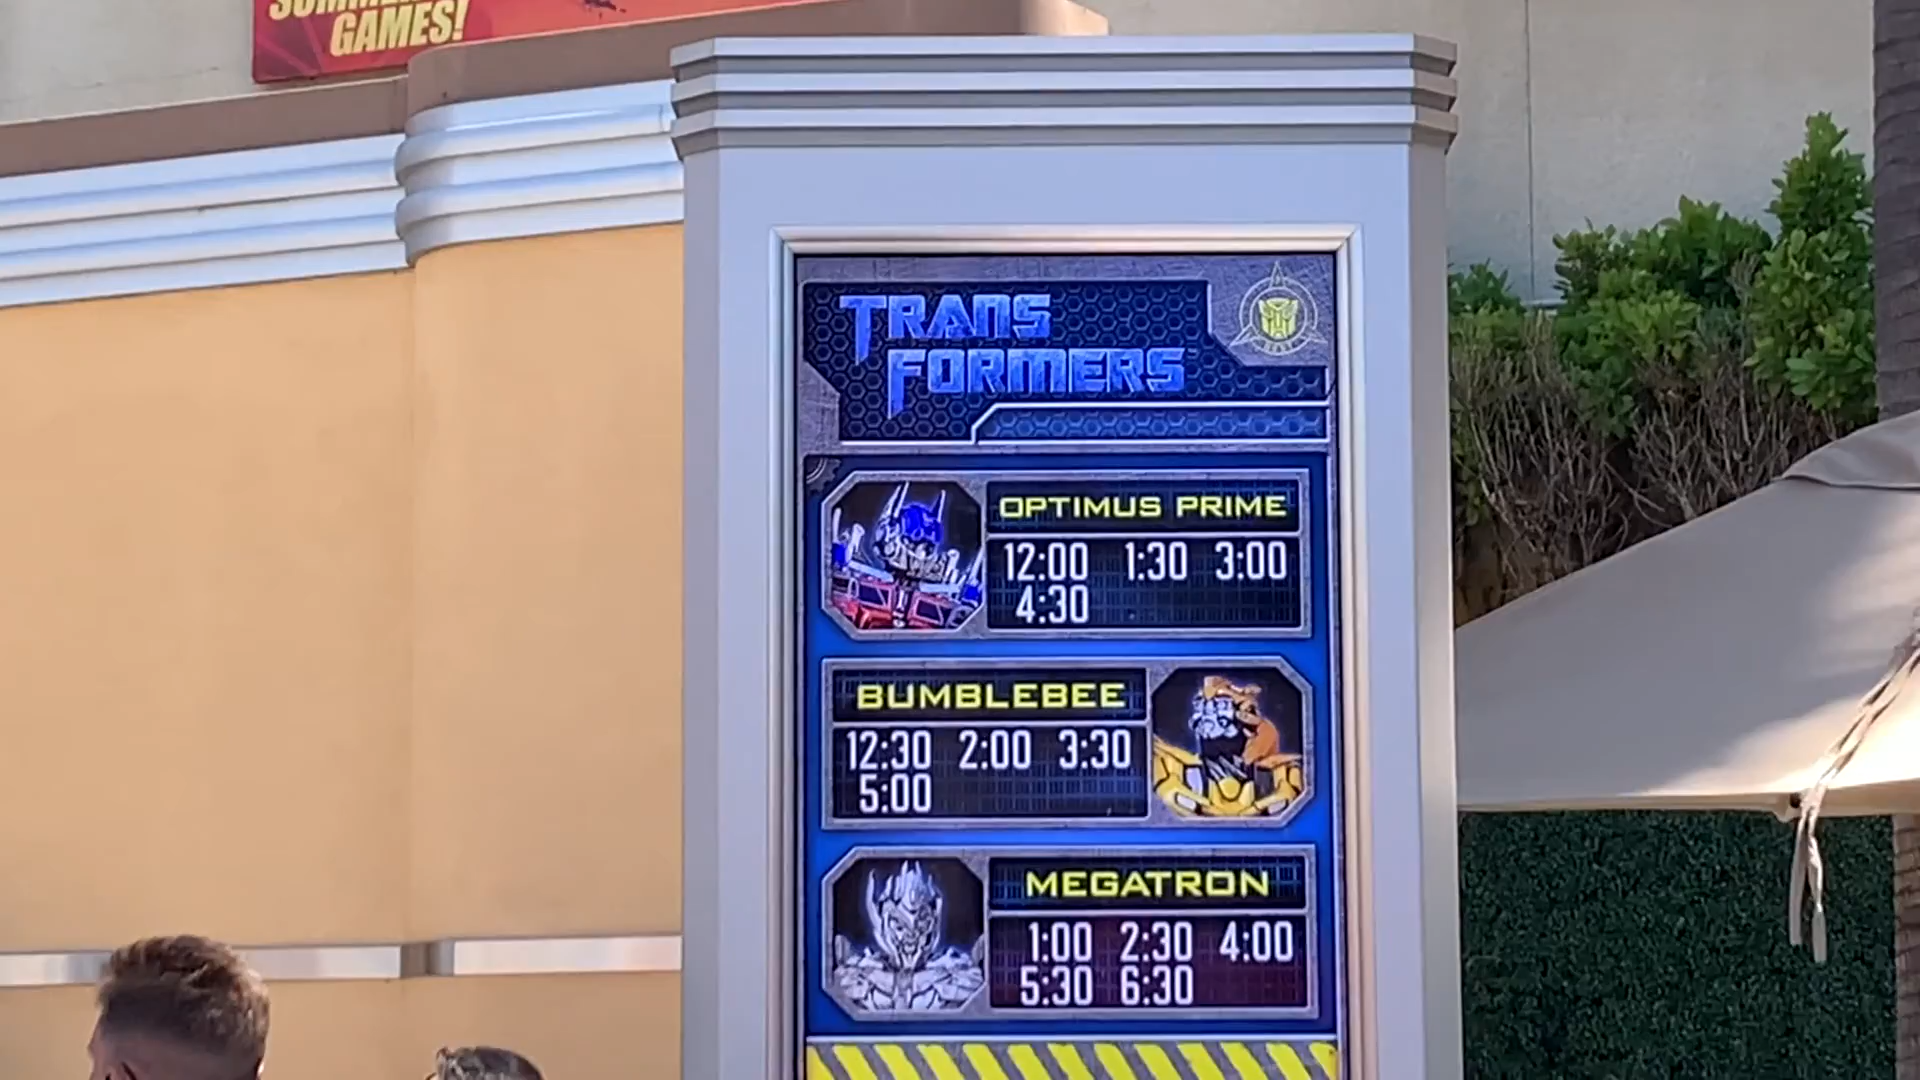 GAMES!
TRANS
FORMERS
NEST
OPTIMUS PRIME
12:00 1:30 3:00
4:30
BUMBLEBEE
12:30 2:00 3:30
5:00
MEGATRON
1:00 2:30 4:00
5:30 6:30